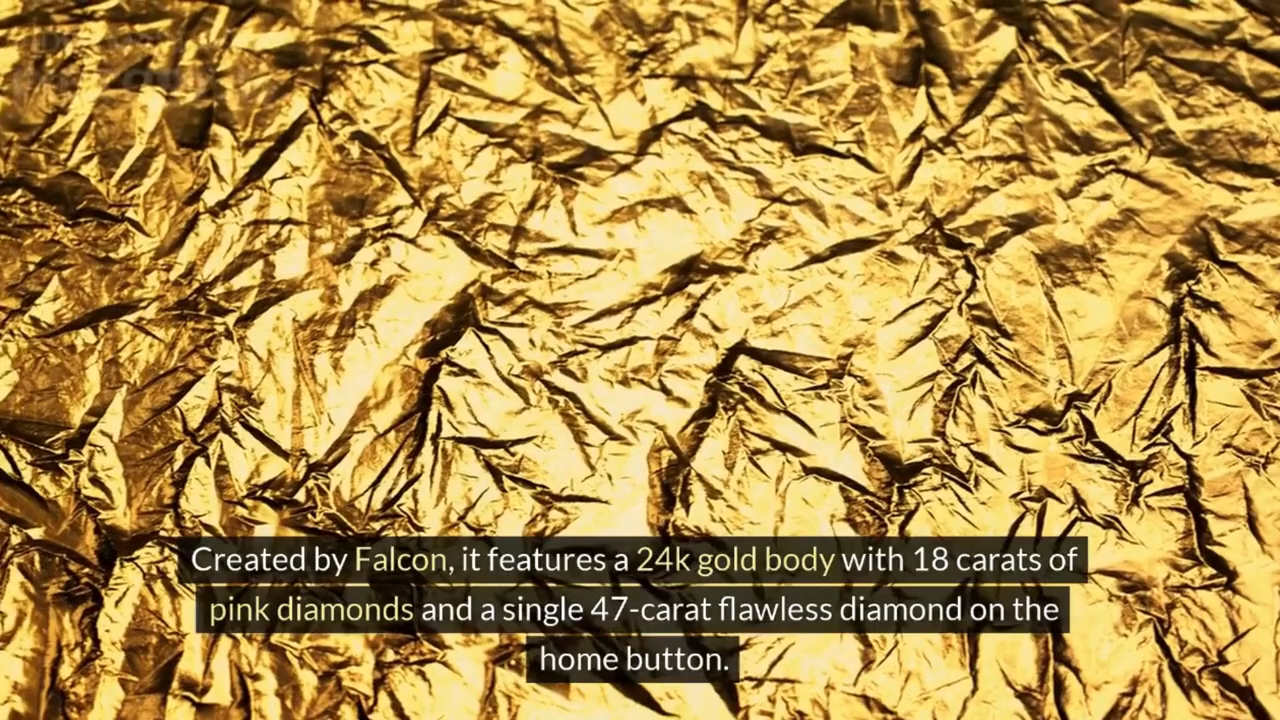 Created by Falcon, it features a 24k gold body with 18 carats of
pink diamonds and a single 47-carat flawless diamond on the
home button.